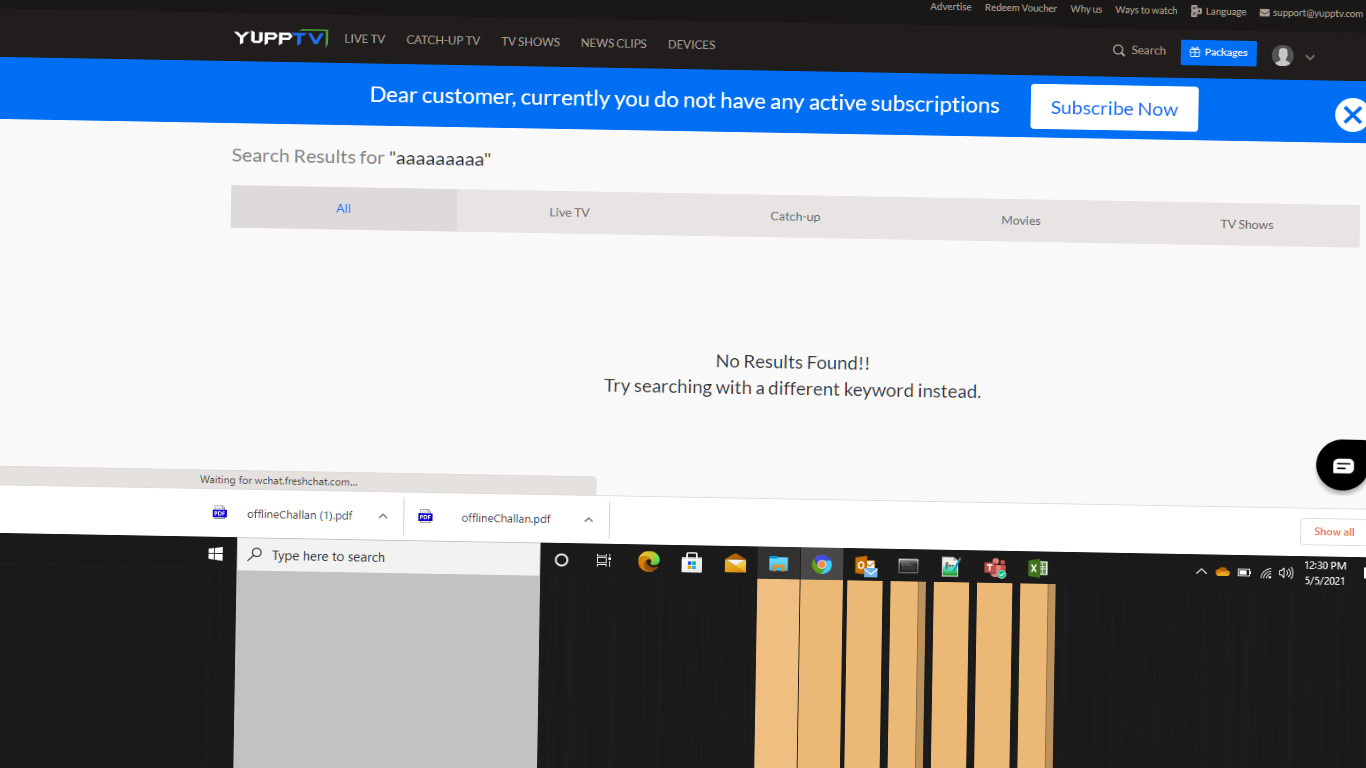 Advertise Redeem Voucher Why us Ways to watch Language support@yupptv.com
YUPPTV LIVE TV CATCH-UP TV TV SHOWS NEWS CLIPS DEVICES Search Packages
Dear customer, currently you do not have any active subscriptions Subscribe Now
Search Results for "aaaaaaaaa"
All Live TV Catch-up Movies TV Shows
No Results Found!!
Try searching with a different keyword instead.
Waiting for wchat.freshchat.com...
PDF offlineChallan (1).pdf PDF offlineChallan.pdf Show all
Type here to search
12:30 PM
5/5/2021